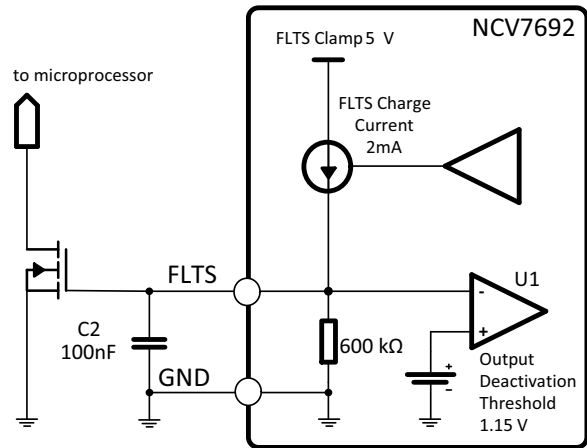 NCV7692
FLTS Clamp 5 V
to microprocessor
FLTS Charge
Current
2mA
FLTS
U1
-
+
C2
100nF
600 kΩ
GND
+
-
Output
Deactivation
Threshold
1.15 V